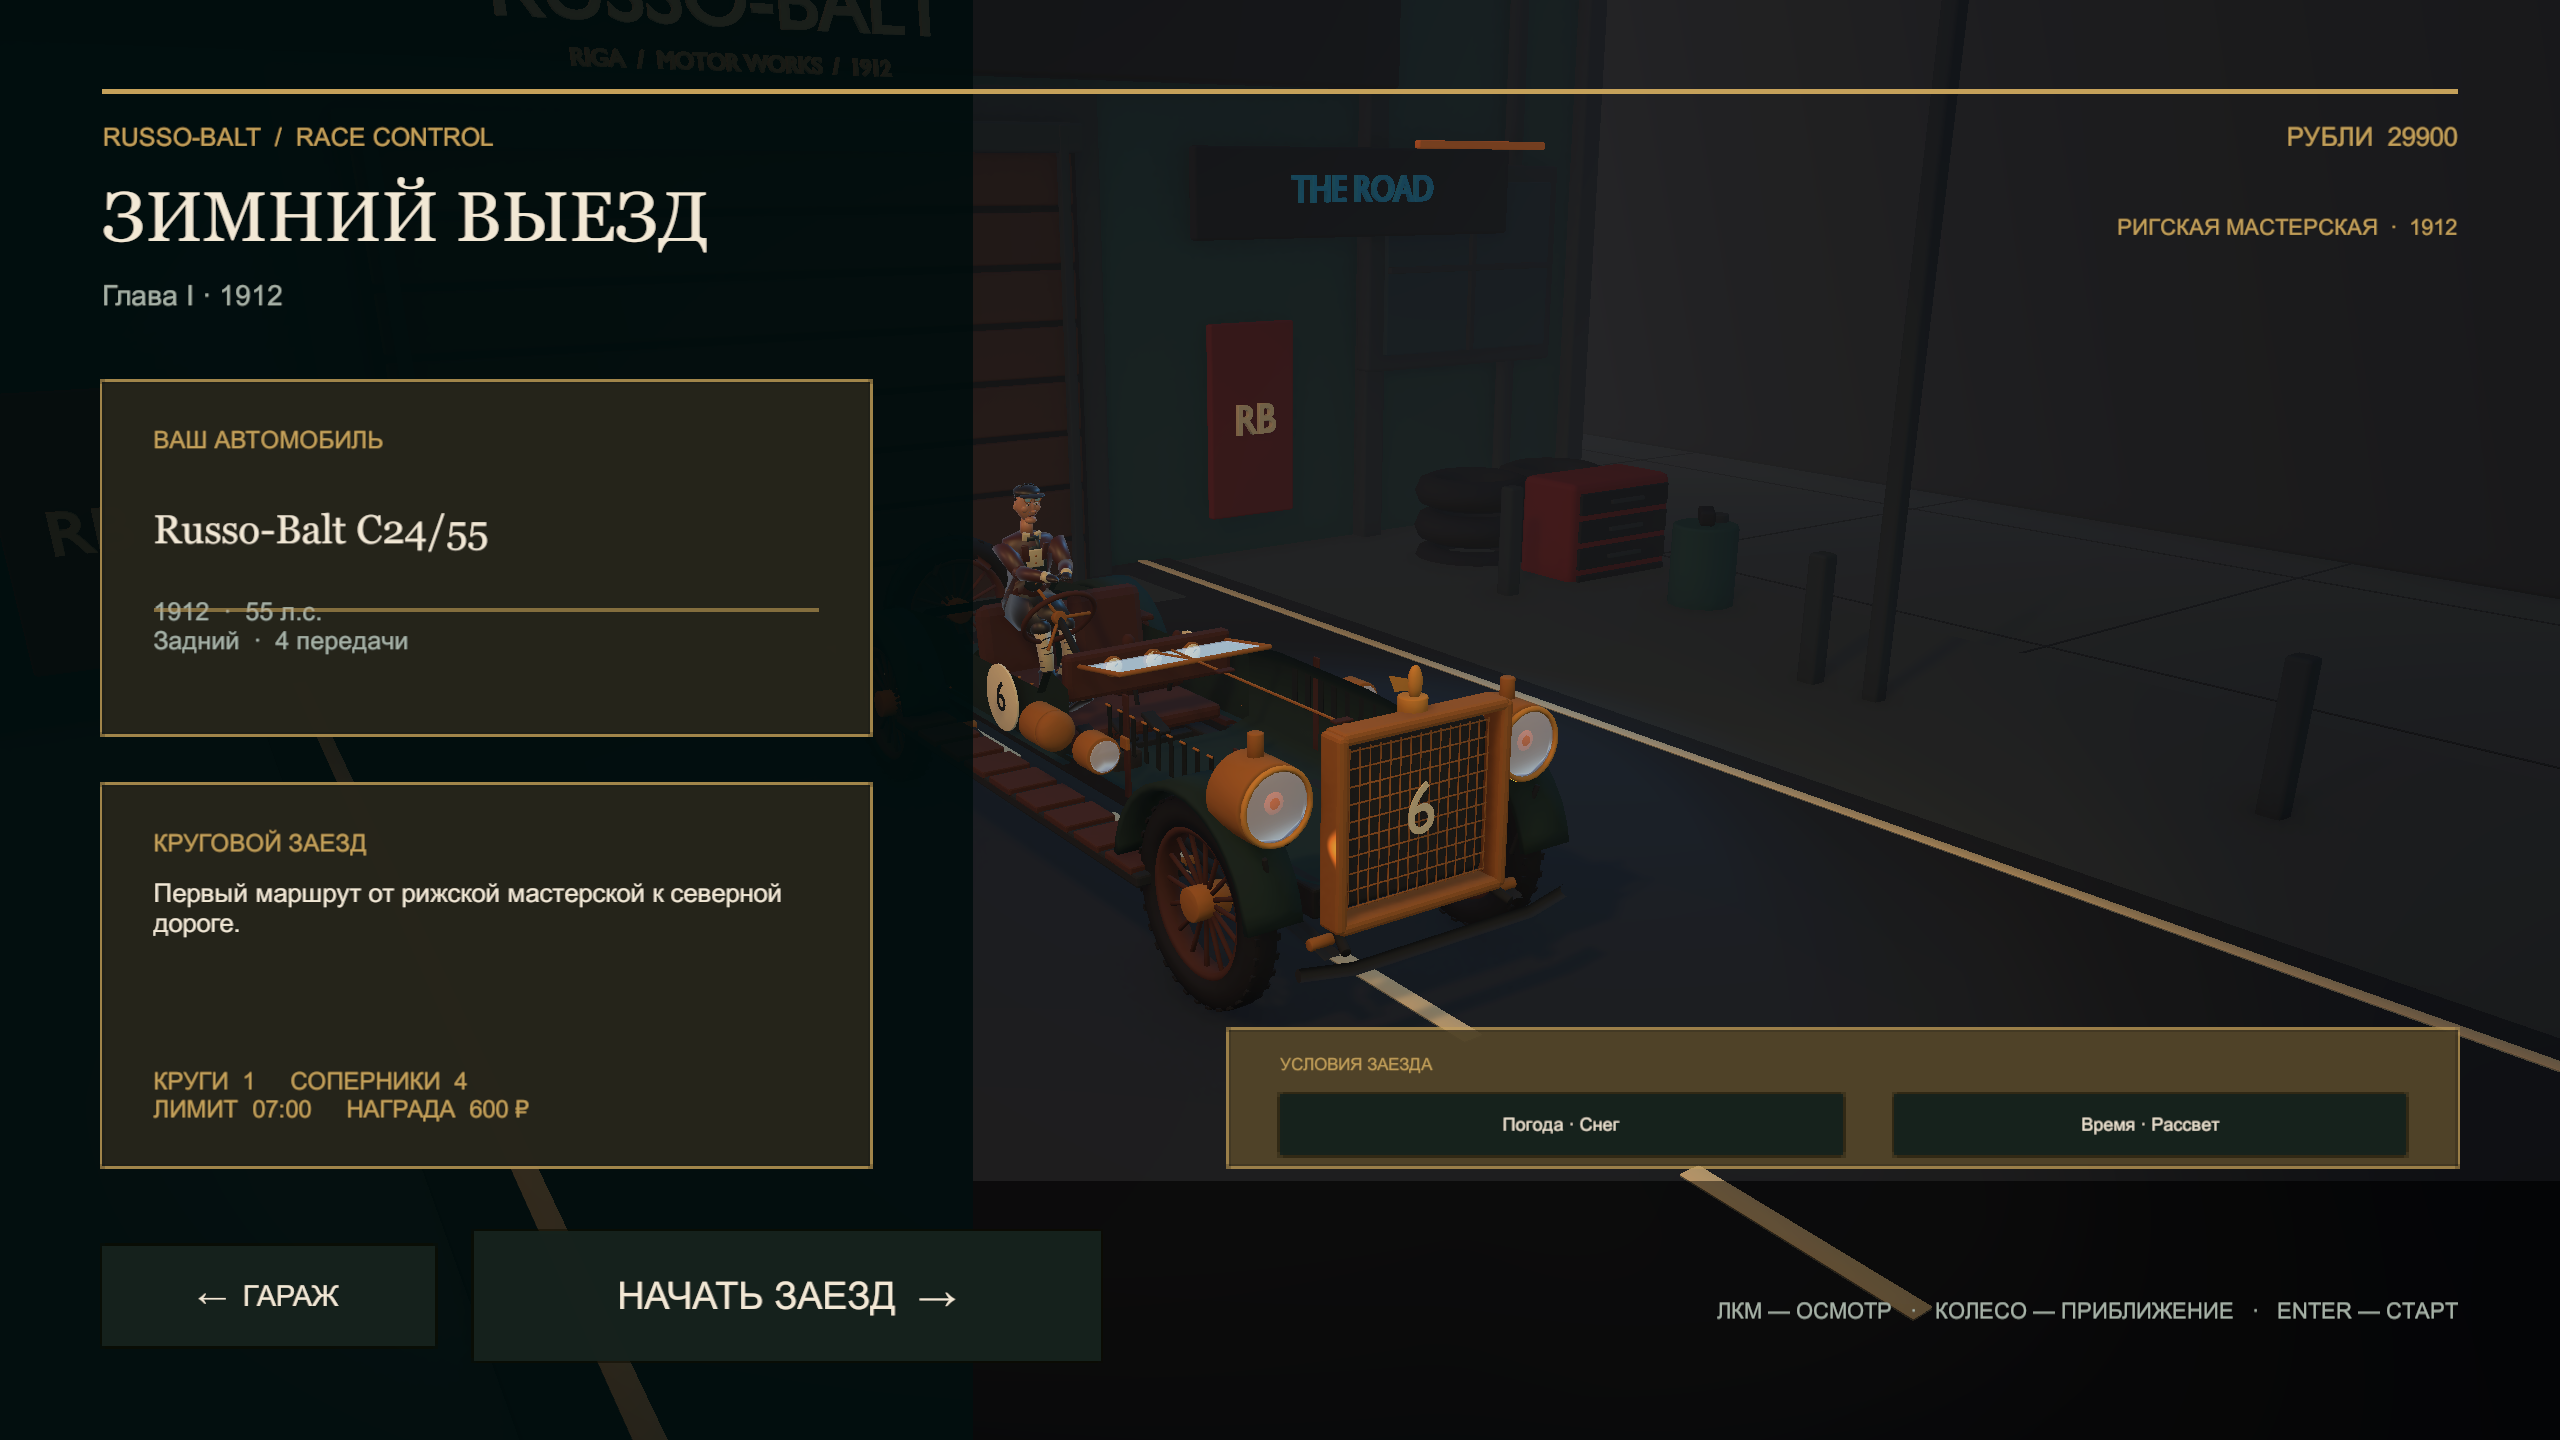 RUSSO-BALT
RIGA / MOTOR WORKS / 1912
RUSSO-BALT / RACE CONTROL
РУБЛИ 29900
ЗИМНИЙ ВЫЕЗД
РИГСКАЯ МАСТЕРСКАЯ · 1912
Глава I · 1912
THE ROAD
RB
ВАШ АВТОМОБИЛЬ
Russo-Balt C24/55
1912 · 55 л.с.
Задний · 4 передачи
6
6
КРУГОВОЙ ЗАЕЗД
Первый маршрут от рижской мастерской к северной
дороге.
КРУГИ 1 СОПЕРНИКИ 4
ЛИМИТ 07:00 НАГРАДА 600 ₽
УСЛОВИЯ ЗАЕЗДА
Погода · Снег
Время · Рассвет
← ГАРАЖ
НАЧАТЬ ЗАЕЗД →
ЛКМ — ОСМОТР · КОЛЕСО — ПРИБЛИЖЕНИЕ · ENTER — СТАРТ